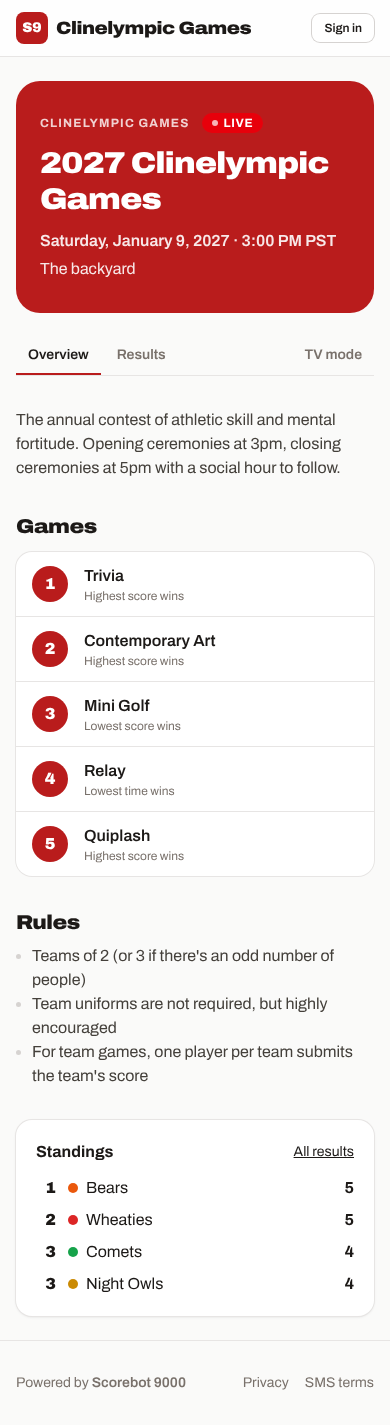 S9 Clinelympic Games Sign in
CLINELYMPIC GAMES LIVE
2027 Clinelympic
Games
Saturday, January 9, 2027 · 3:00 PM PST
The backyard
Overview Results TV mode
The annual contest of athletic skill and mental
fortitude. Opening ceremonies at 3pm, closing
ceremonies at 5pm with a social hour to follow.
Games
1 Trivia
Highest score wins
2 Contemporary Art
Highest score wins
3 Mini Golf
Lowest score wins
4 Relay
Lowest time wins
5 Quiplash
Highest score wins
Rules
Teams of 2 (or 3 if there's an odd number of
people)
Team uniforms are not required, but highly
encouraged
For team games, one player per team submits
the team's score
Standings All results
1 Bears 5
2 Wheaties 5
3 Comets 4
3 Night Owls 4
Powered by Scorebot 9000 Privacy SMS terms